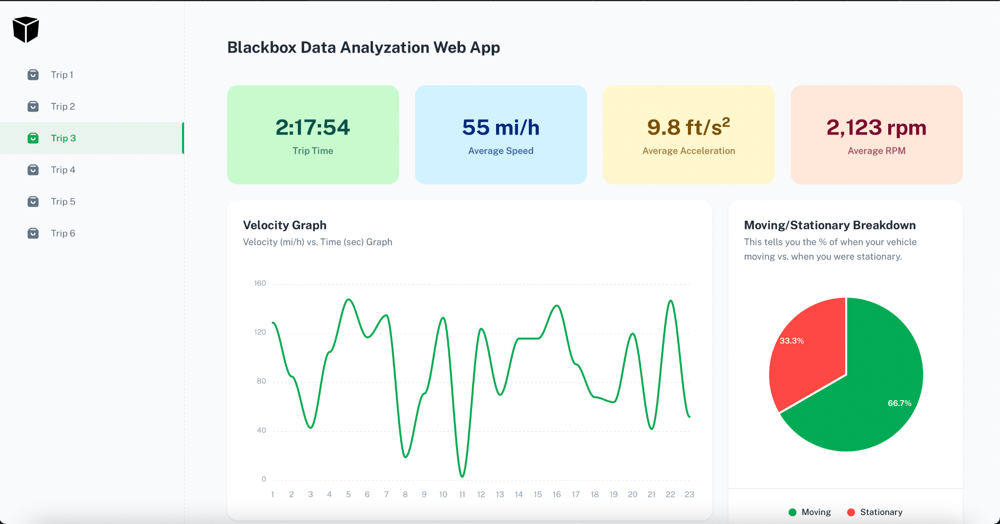 Blackbox Data Analyzation Web App
Trip 1
Trip 2
Trip 3
Trip 4
Trip 5
Trip 6
2:17:54
Trip Time
55 mi/h
Average Speed
9.8 ft/s²
Average Acceleration
2,123 rpm
Average RPM
Velocity Graph
Velocity (mi/h) vs. Time (sec) Graph
160
120
80
40
0
1 2 3 4 5 6 7 8 9 10 11 12 13 14 15 16 17 18 19 20 21 22 23
Moving/Stationary Breakdown
This tells you the % of when your vehicle
moving vs. when you were stationary.
33.3%
66.7%
Moving Stationary